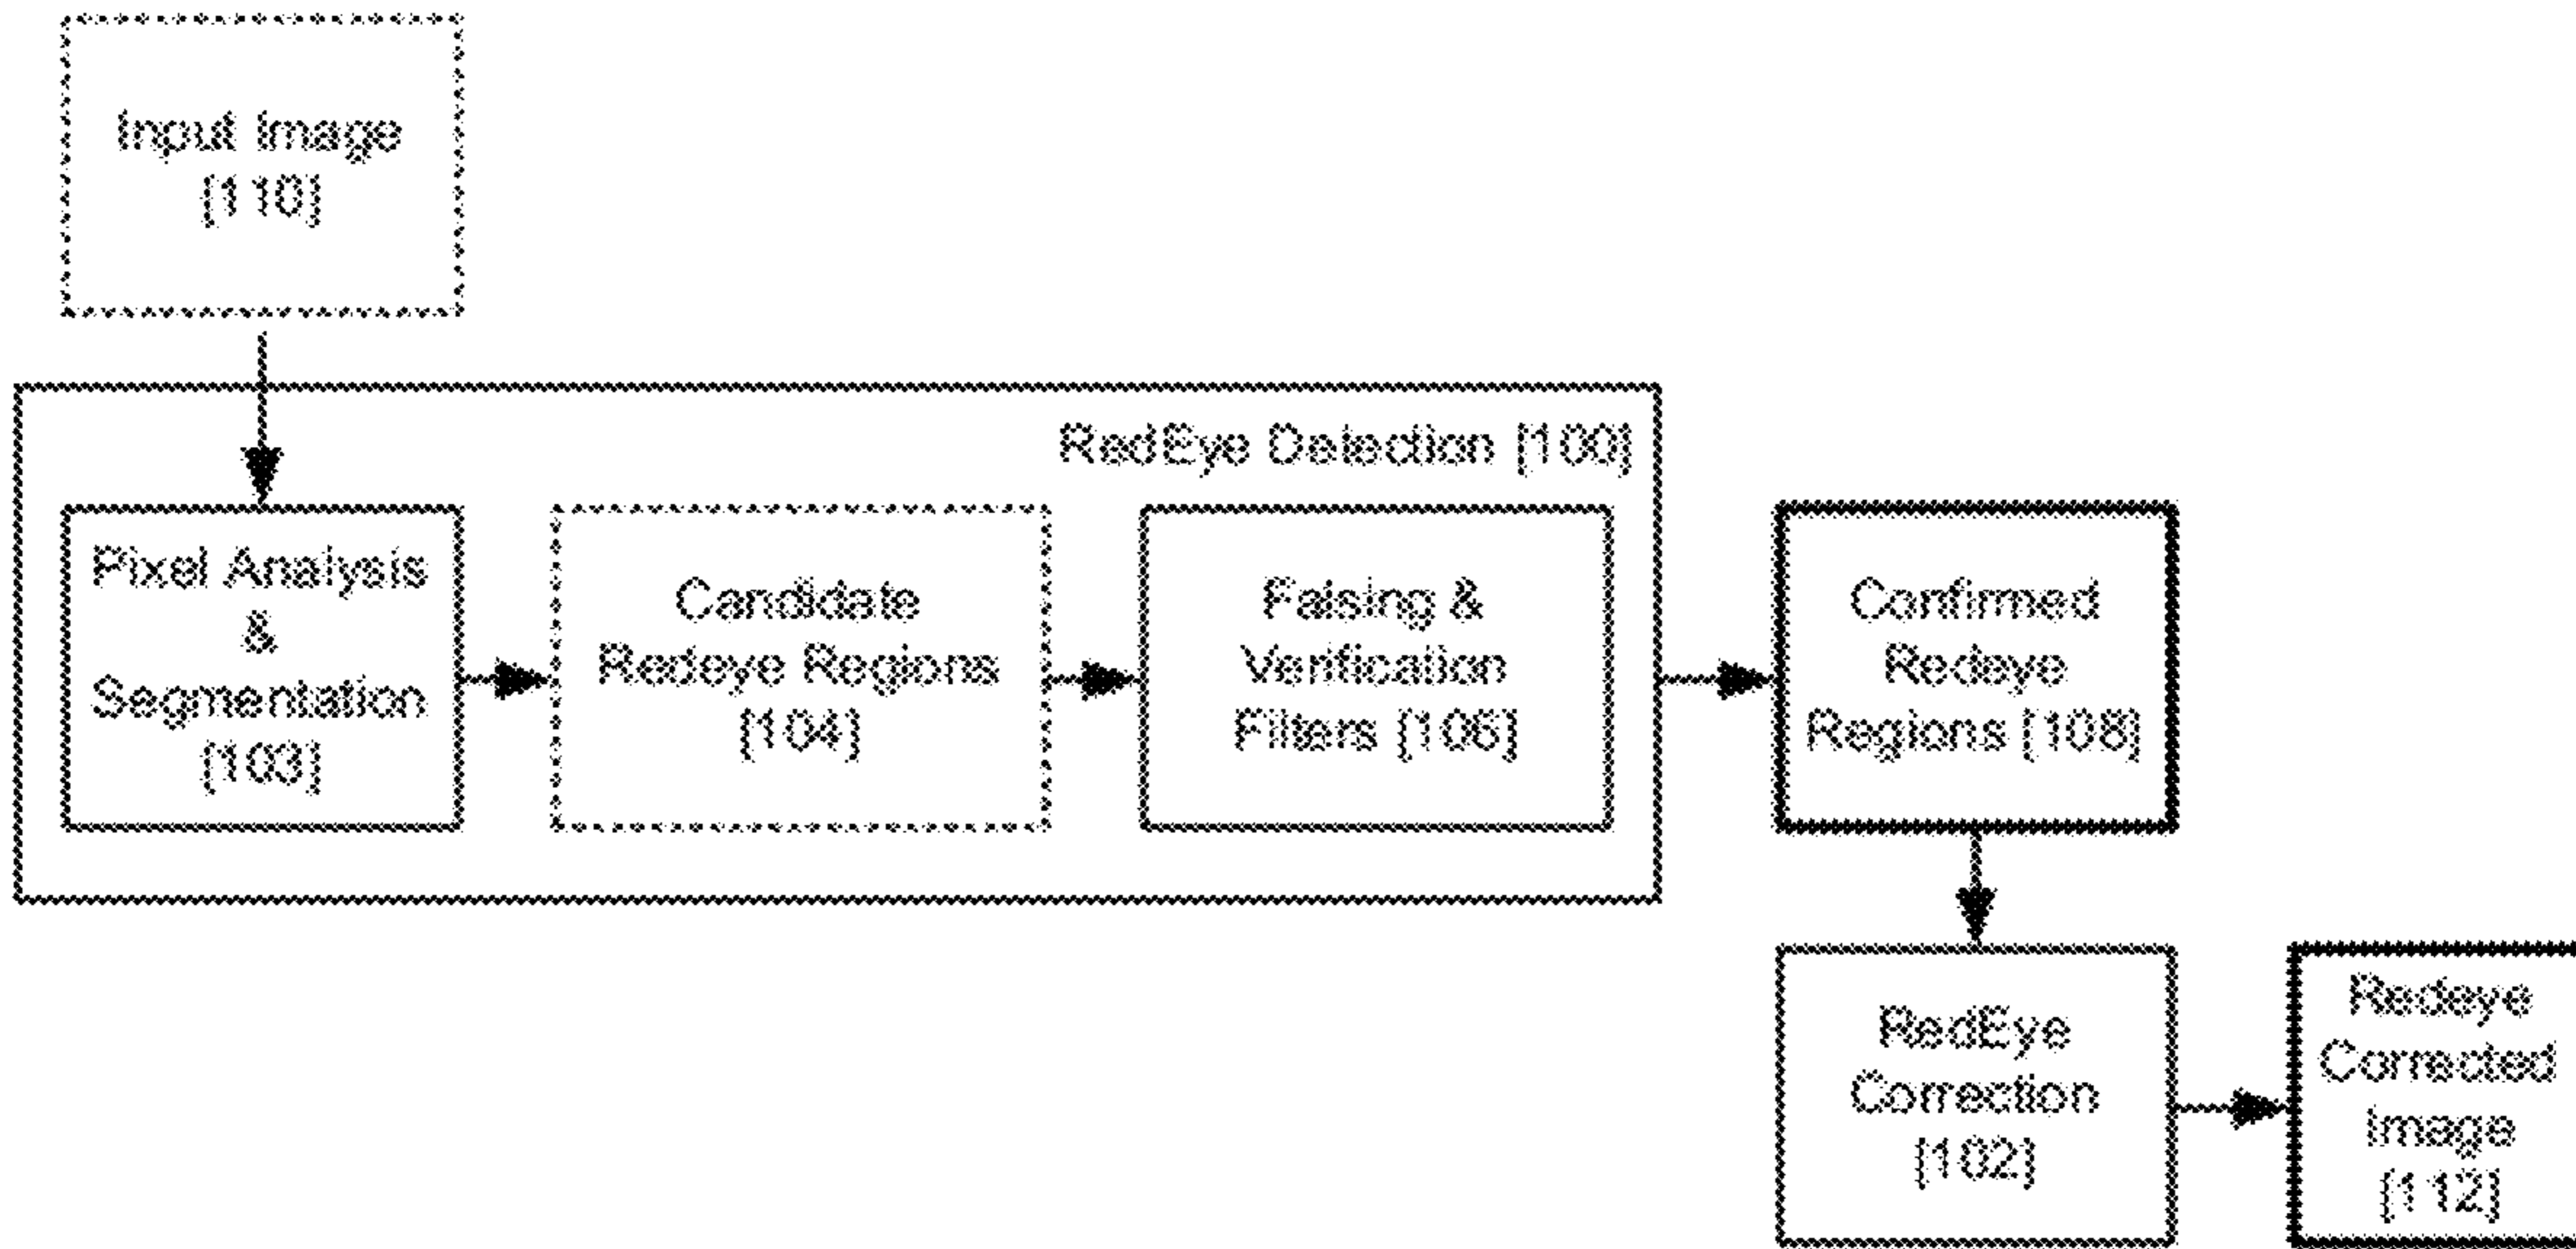 Input Image
[110]
RedEye Detection [100]
Pixel Analysis
&
Segmentation
[103]
Candidate
Redeye Regions
[104]
Falsing &
Verification
Filters [106]
Confirmed
Redeye
Regions [108]
RedEye
Correction
[102]
Redeye
Corrected
Image
[112]